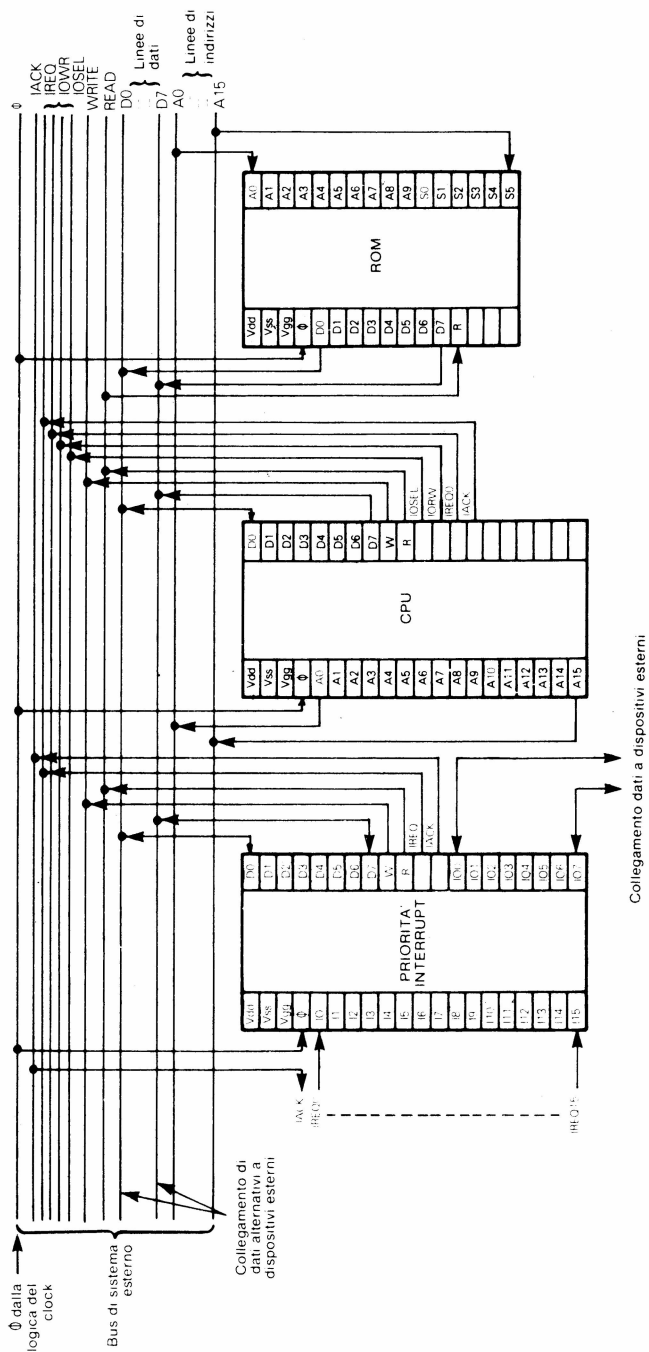 Φ dalla
logica del
clock
Bus di sistema
esterno
Collegamento di
dati alternativi a
dispositivi esterni
Φ
IACK
IREQ
IOWR
IOSEL
WRITE
READ
D0
Linee di
dati
D7
A0
Linee di
indirizzi
A15
IACK
IREQ0
IREQ15
Vdd
Vss
Vgg
Φ
I0
I1
I2
I3
I4
I5
I6
I7
I8
I9
I10
I11
I12
I13
I14
I15
PRIORITA'
INTERRUPT
D0
D1
D2
D3
D4
D5
D6
D7
W
R
IO0
IO1
IO2
IO3
IO4
IO5
IO6
IO7
IREQ
IACK
Collegamento dati a dispositivi esterni
Vdd
Vss
Vgg
Φ
A0
A1
A2
A3
A4
A5
A6
A7
A8
A9
A10
A11
A12
A13
A14
A15
CPU
D0
D1
D2
D3
D4
D5
D6
D7
W
R
IOSEL
IORW
IREQU
IACK
Vdd
Vss
Vgg
Φ
D0
D1
D2
D3
D4
D5
D6
D7
R
ROM
A0
A1
A2
A3
A4
A5
A6
A7
A8
A9
S0
S1
S2
S3
S4
S5